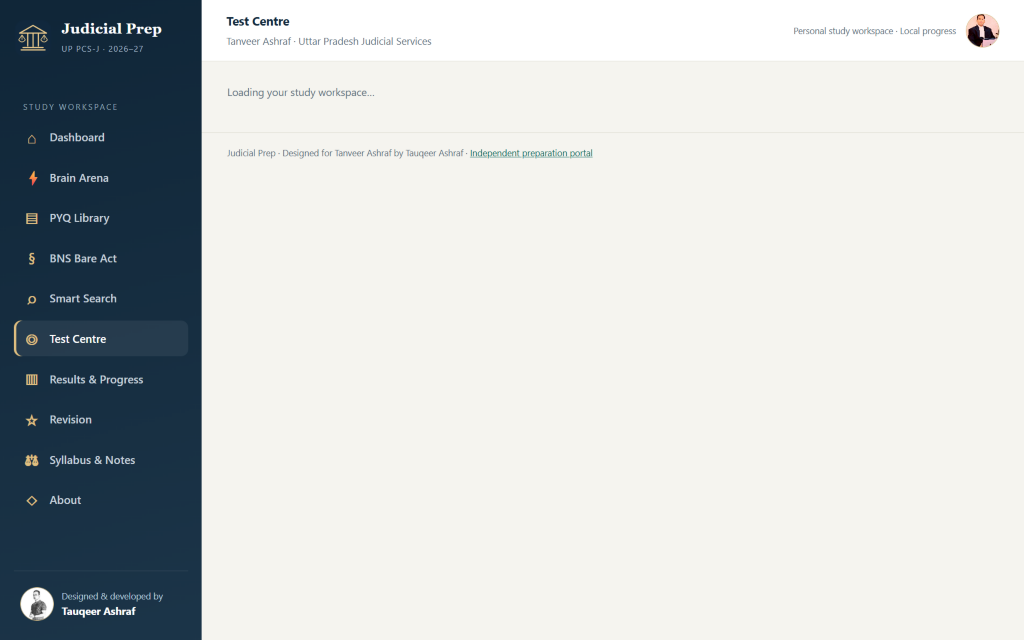 Judicial Prep
UP PCS-J · 2026–27
STUDY WORKSPACE
Dashboard
Brain Arena
PYQ Library
§ BNS Bare Act
Smart Search
Test Centre
Results & Progress
Revision
Syllabus & Notes
About
Designed & developed by
Tauqeer Ashraf
Test Centre
Tanveer Ashraf · Uttar Pradesh Judicial Services
Personal study workspace · Local progress
Loading your study workspace...
Judicial Prep · Designed for Tanveer Ashraf by Tauqeer Ashraf · Independent preparation portal